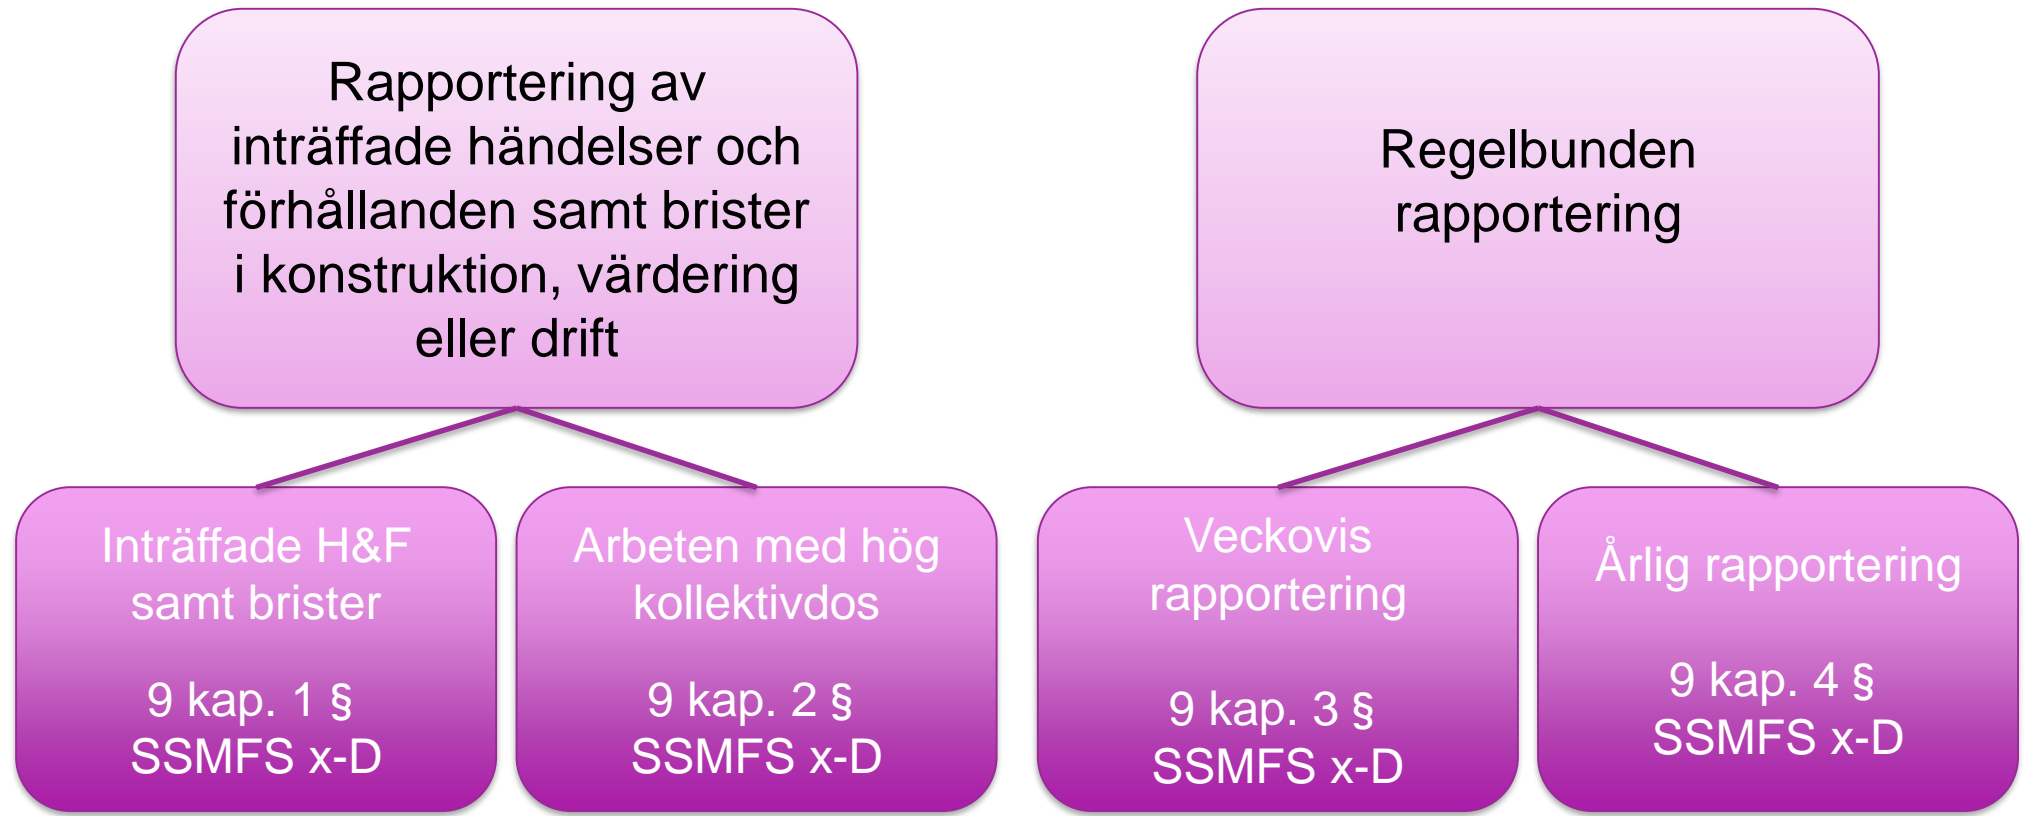 Rapportering av
inträffade händelser och
förhållanden samt brister
i konstruktion, värdering
eller drift
Regelbunden
rapportering
Inträffade H&F
samt brister
9 kap. 1 §
SSMFS x-D
Arbeten med hög
kollektivdos
9 kap. 2 §
SSMFS x-D
Veckovis
rapportering
9 kap. 3 §
SSMFS x-D
Årlig rapportering
9 kap. 4 §
SSMFS x-D